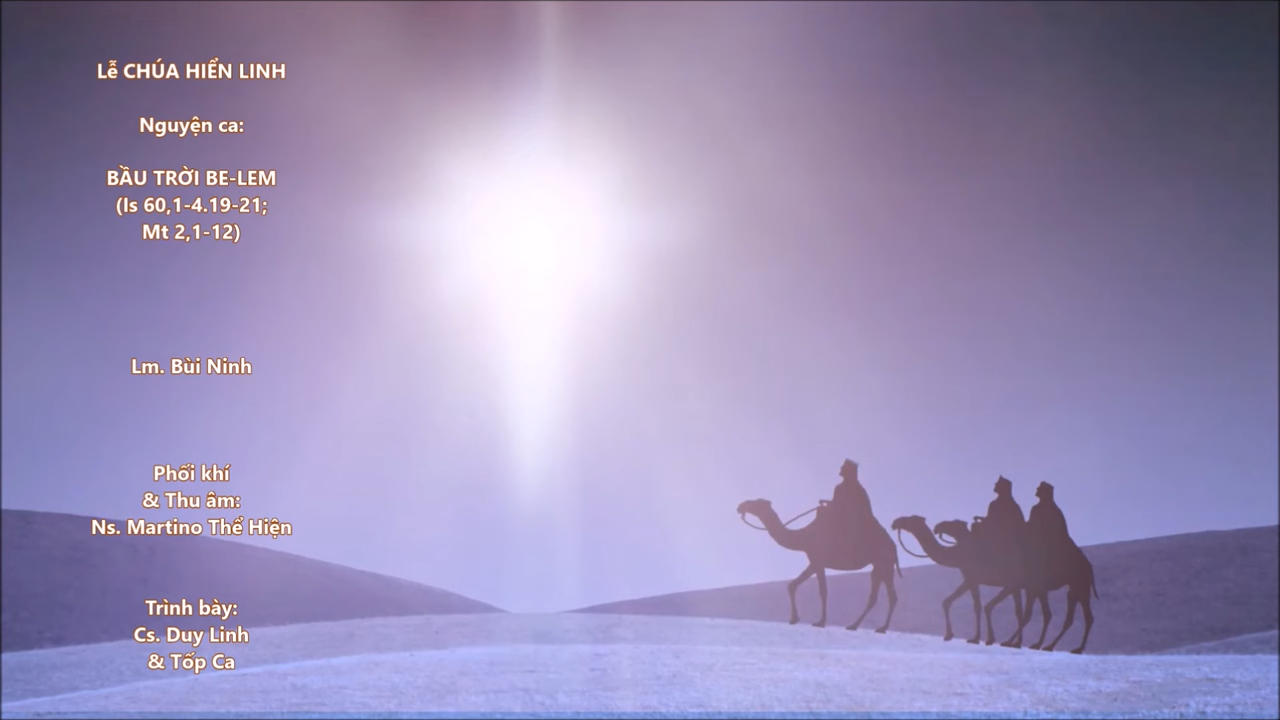 Lễ CHÚA HIỂN LINH
Nguyện ca:
BẦU TRỜI BE-LEM
(Is 60,1-4.19-21;
Mt 2,1-12)
Lm. Bùi Ninh
Phối khí
& Thu âm:
Ns. Martino Thể Hiện
Trình bày:
Cs. Duy Linh
& Tốp Ca